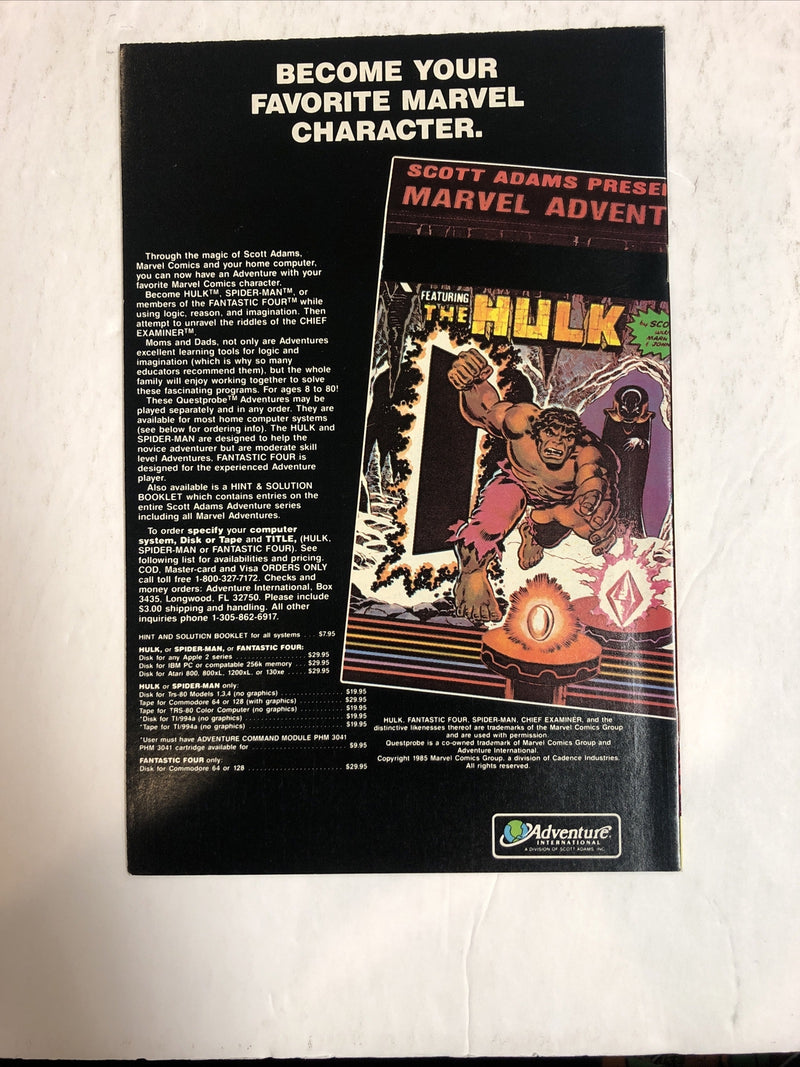 BECOME YOUR
FAVORITE MARVEL
CHARACTER.
SCOTT ADAMS PRESE
MARVEL ADVENT
FEATURING
THE HULK
by SCO
with
MARK
& JOHN
Through the magic of Scott Adams,
Marvel Comics and your home computer,
you can now have an Adventure with your
favorite Marvel Comics character.
Become HULK™, SPIDER-MAN™, or
members of the FANTASTIC FOUR™ while
using logic, reason, and imagination. Then
attempt to unravel the riddles of the CHIEF
EXAMINER™.
Moms and Dads, not only are Adventures
excellent learning tools for logic and
imagination (which is why so many
educators recommend them), but the whole
family will enjoy working together to solve
these fascinating programs. For ages 8 to 80!
These Questprobe™ Adventures may be
played separately and in any order. They are
available for most home computer systems
(see below for ordering info). The HULK and
SPIDER-MAN are designed to help the
novice adventurer but are moderate skill
level Adventures. FANTASTIC FOUR is
designed for the experienced Adventure
player.
Also available is a HINT & SOLUTION
BOOKLET which contains entries on the
entire Scott Adams Adventure series
including all Marvel Adventures.
To order specify your computer
system, Disk or Tape and TITLE, (HULK,
SPIDER-MAN or FANTASTIC FOUR). See
following list for availabilities and pricing.
COD, Master-card and Visa ORDERS ONLY
call toll free 1-800-327-7172. Checks and
money orders: Adventure International, Box
3435, Longwood, FL 32750. Please include
$3.00 shipping and handling. All other
inquiries phone 1-305-862-6917.
HINT AND SOLUTION BOOKLET for all systems ... $7.95
HULK, or SPIDER-MAN, or FANTASTIC FOUR:
Disk for any Apple 2 series ... $29.95
Disk for IBM PC or compatable 256k memory ... $29.95
Disk for Atari 800, 800xL, 1200xL, or 130xe ... $29.95
HULK or SPIDER-MAN only:
Disk for Trs-80 Models 1,3,4 (no graphics) ... $19.95
Tape for Commodore 64 or 128 (with graphics) ... $29.95
Tape for TRS-80 Color Computer (no graphics) ... $19.95
*Disk for TI/994a (no graphics) ... $19.95
*Tape for TI/994a (no graphics) ... $19.95
*User must have ADVENTURE COMMAND MODULE PHM 3041
PHM 3041 cartridge available for ... $9.95
FANTASTIC FOUR only:
Disk for Commodore 64 or 128 ... $29.95
HULK, FANTASTIC FOUR, SPIDER-MAN, CHIEF EXAMINER, and the
distinctive likenesses thereof are trademarks of the Marvel Comics Group
and are used with permission.
Questprobe is a co-owned trademark of Marvel Comics Group and
Adventure International.
Copyright 1985 Marvel Comics Group, a division of Cadence Industries.
All rights reserved.
Adventure
INTERNATIONAL
A DIVISION OF SCOTT ADAMS, INC.